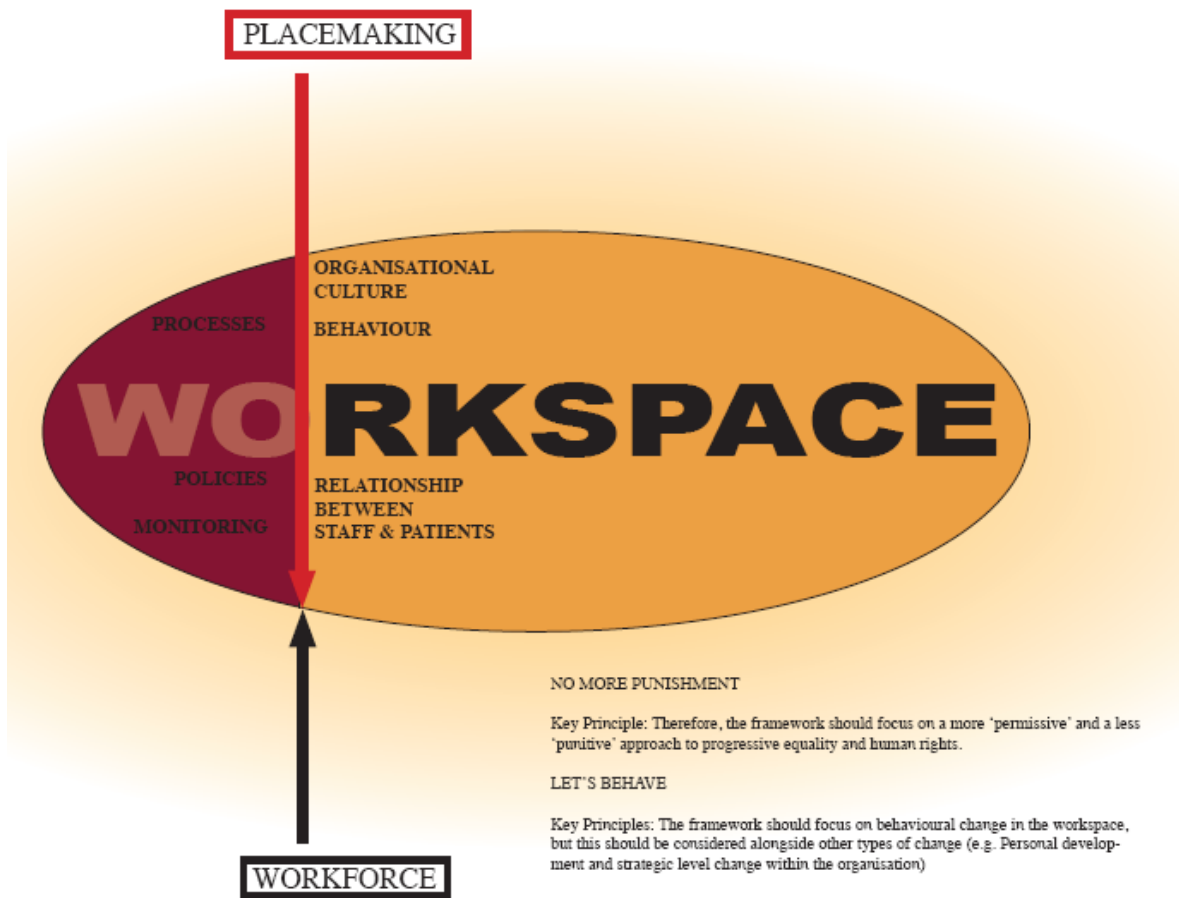 PLACEMAKING
ORGANISATIONAL
CULTURE
PROCESSES
BEHAVIOUR
WORKSPACE
POLICIES
RELATIONSHIP
BETWEEN
MONITORING
STAFF & PATIENTS
NO MORE PUNISHMENT
Key Principle: Therefore, the framework should focus on a more ‘permissive’ and a less
‘punitive’ approach to progressive equality and human rights.
LET’S BEHAVE
Key Principles: The framework should focus on behavioural change in the workspace,
but this should be considered alongside other types of change (e.g. Personal develop-
ment and strategic level change within the organisation)
WORKFORCE